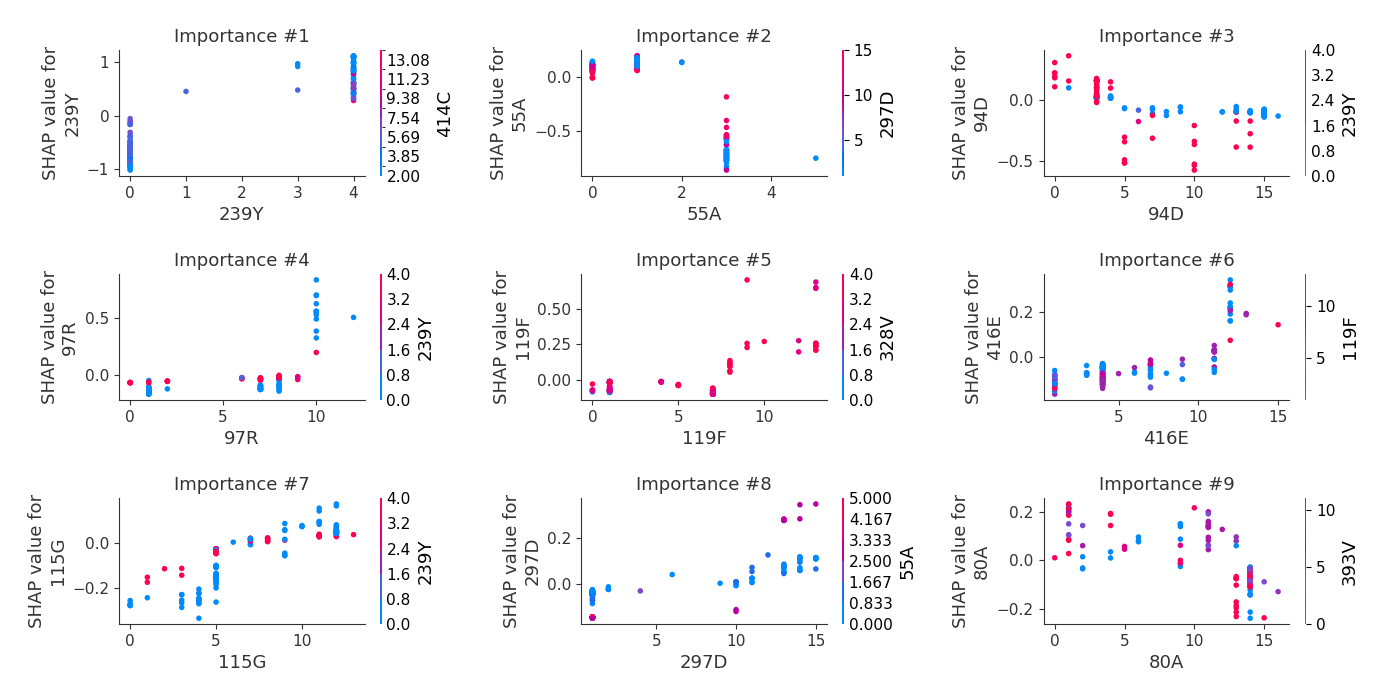 Importance #1
SHAP value for
239Y
1
0
−1
0 1 2 3 4
239Y
13.08
11.23
9.38
7.54
5.69
3.85
2.00
414C
Importance #2
SHAP value for
55A
0.0
−0.5
0 2 4
55A
15
10
5
297D
Importance #3
SHAP value for
94D
0.0
−0.5
0 5 10 15
94D
4.0
3.2
2.4
1.6
0.8
0.0
239Y
Importance #4
SHAP value for
97R
0.5
0.0
0 5 10
97R
4.0
3.2
2.4
1.6
0.8
0.0
239Y
Importance #5
SHAP value for
119F
0.50
0.25
0.00
0 5 10
119F
4.0
3.2
2.4
1.6
0.8
0.0
328V
Importance #6
SHAP value for
416E
0.2
0.0
5 10 15
416E
10
5
119F
Importance #7
SHAP value for
115G
0.0
−0.2
0 5 10
115G
4.0
3.2
2.4
1.6
0.8
0.0
239Y
Importance #8
SHAP value for
297D
0.2
0.0
5 10 15
297D
5.000
4.167
3.333
2.500
1.667
0.833
0.000
55A
Importance #9
SHAP value for
80A
0.2
0.0
−0.2
0 5 10 15
80A
10
5
0
393V